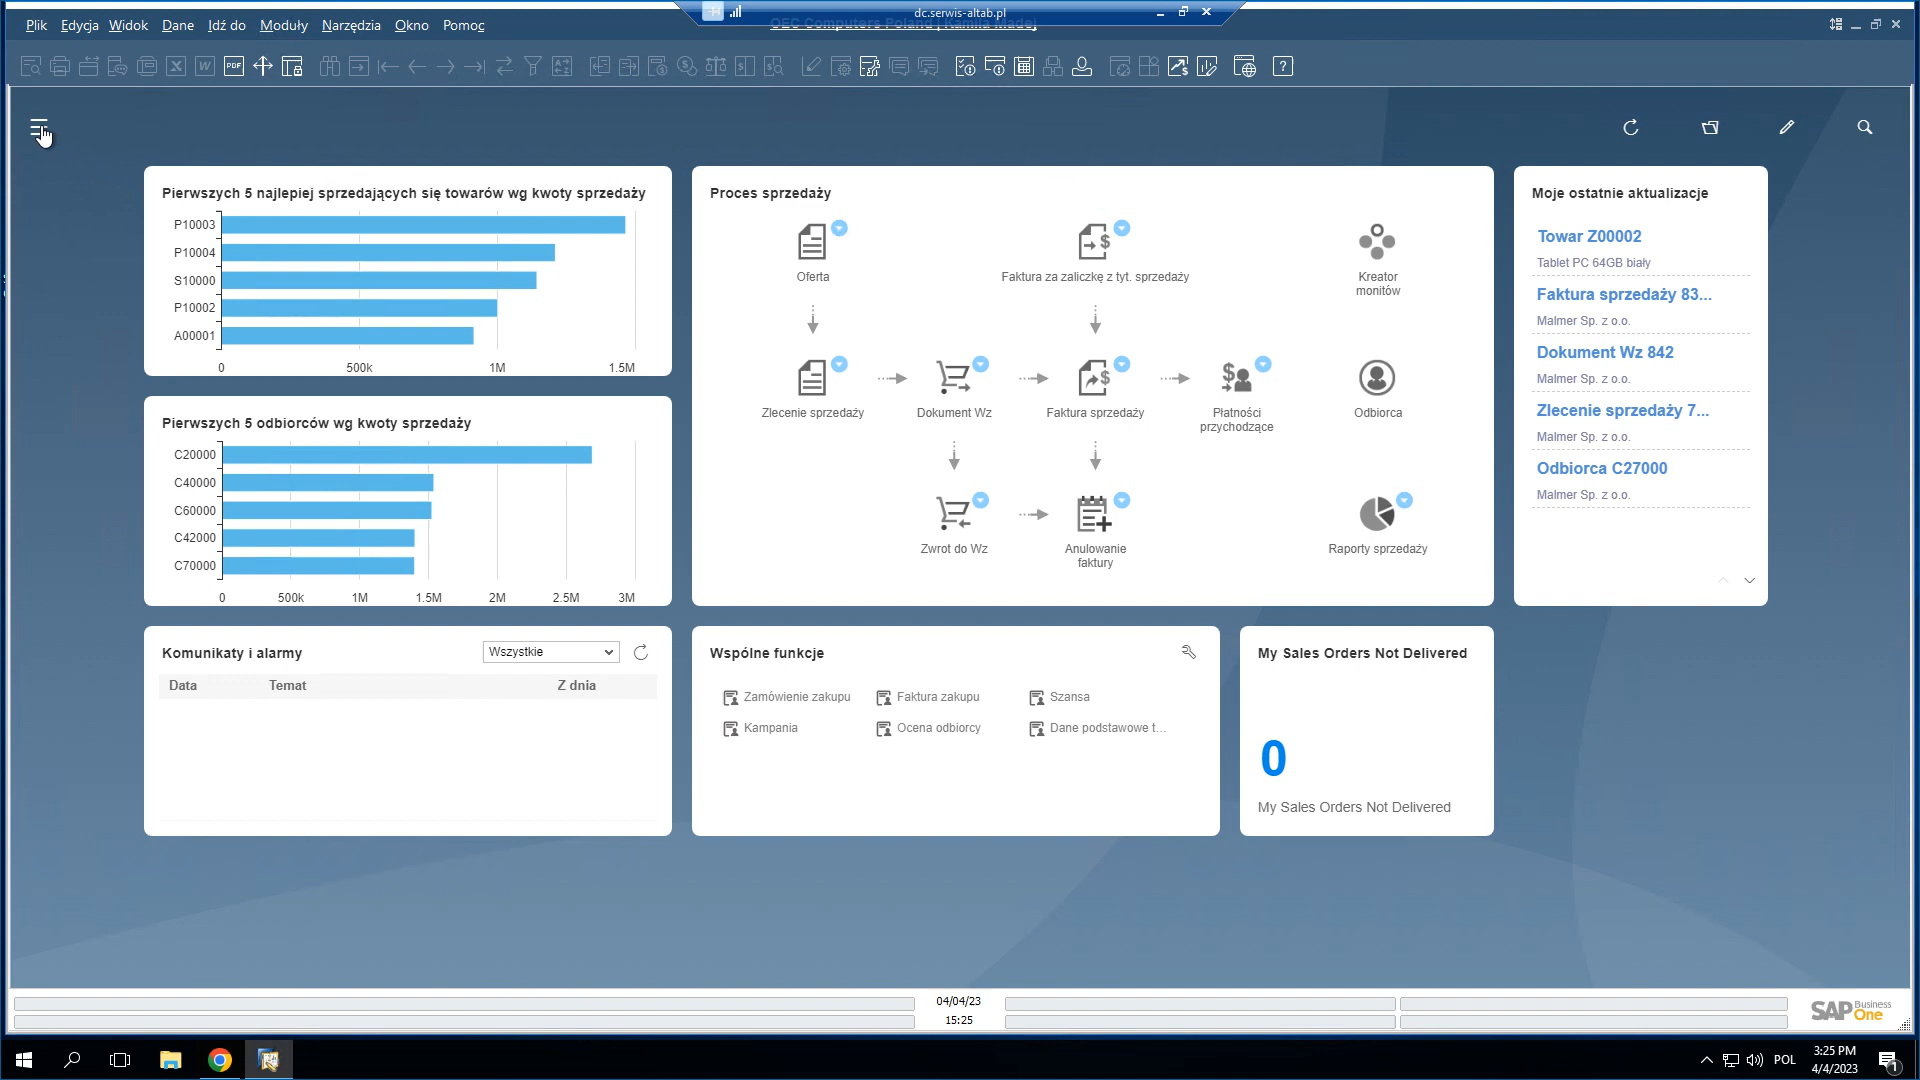 dc.serwis-altab.pl
OEC Computers Poland | Kamila Madej
Plik Edycja Widok Dane Idź do Moduły Narzędzia Okno Pomoc
PDF
Pierwszych 5 najlepiej sprzedających się towarów wg kwoty sprzedaży
P10003
P10004
S10000
P10002
A00001
0 500k 1M 1.5M
Pierwszych 5 odbiorców wg kwoty sprzedaży
C20000
C40000
C60000
C42000
C70000
0 500k 1M 1.5M 2M 2.5M 3M
Proces sprzedaży
Oferta
Faktura za zaliczkę z tyt. sprzedaży
Kreator
monitów
Zlecenie sprzedaży
Dokument Wz
Faktura sprzedaży
Płatności
przychodzące
Odbiorca
Zwrot do Wz
Anulowanie
faktury
Raporty sprzedaży
Moje ostatnie aktualizacje
Towar Z00002
Tablet PC 64GB biały
Faktura sprzedaży 83...
Malmer Sp. z o.o.
Dokument Wz 842
Malmer Sp. z o.o.
Zlecenie sprzedaży 7...
Malmer Sp. z o.o.
Odbiorca C27000
Malmer Sp. z o.o.
Komunikaty i alarmy
Wszystkie
Data Temat Z dnia
Wspólne funkcje
Zamówienie zakupu Faktura zakupu Szansa
Kampania Ocena odbiorcy Dane podstawowe t...
My Sales Orders Not Delivered
0
My Sales Orders Not Delivered
04/04/23
15:25
SAP Business One
POL
3:25 PM
4/4/2023
1